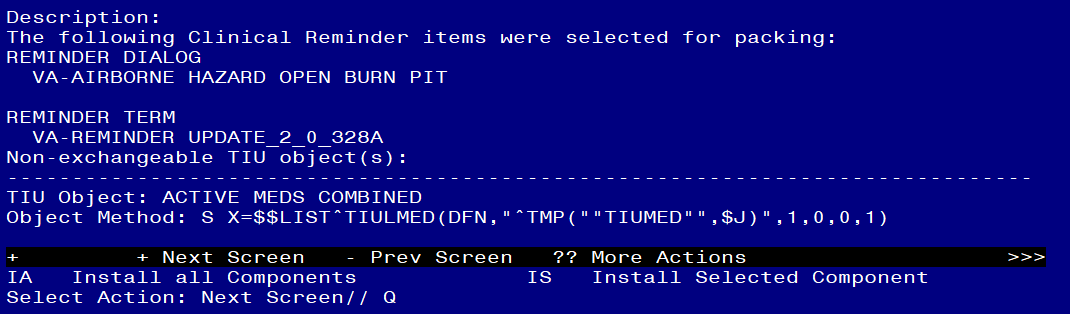 Description:
The following Clinical Reminder items were selected for packing:
REMINDER DIALOG
VA-AIRBORNE HAZARD OPEN BURN PIT
REMINDER TERM
VA-REMINDER UPDATE_2_0_328A
Non-exchangeable TIU object(s):
-------------------------------------------------------------------------------
TIU Object: ACTIVE MEDS COMBINED
Object Method: S X=$$LIST^TIULMED(DFN,"^TMP(""TIUMED"",$J)",1,0,0,1)
+ + Next Screen - Prev Screen ?? More Actions >>>
IA Install all Components IS Install Selected Component
Select Action: Next Screen// Q